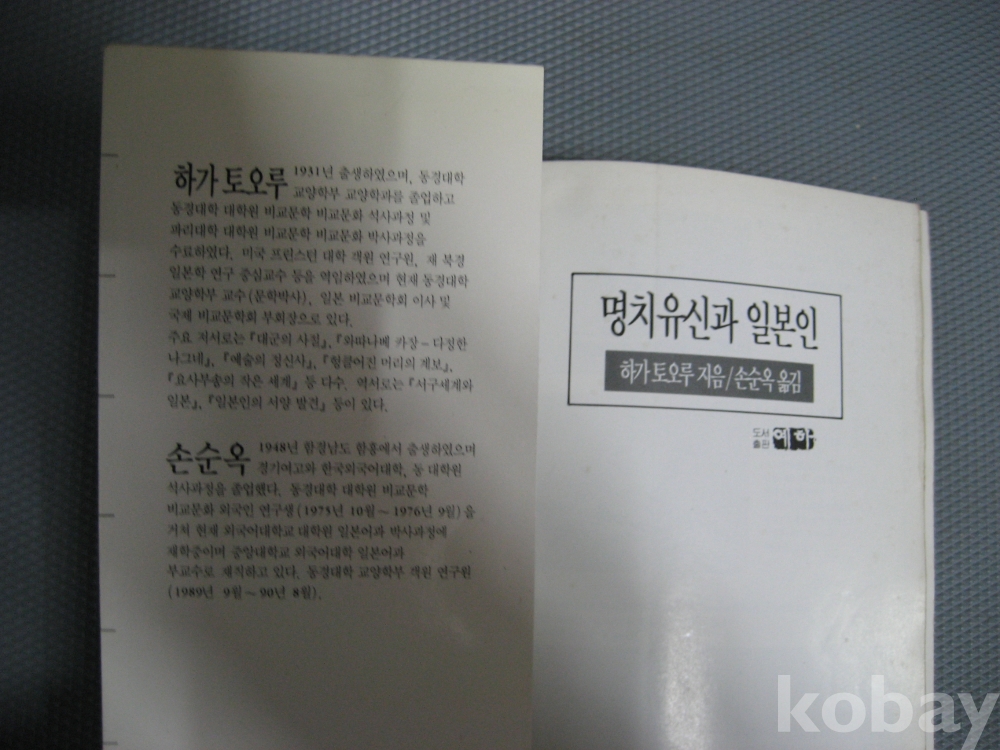 하가 토오루 1931년 출생하였으며, 동경대학
교양학부 교양학과를 졸업하고
동경대학 대학원 비교문학 비교문화 석사과정 및
파리대학 대학원 비교문학 비교문화 박사과정을
수료하였다. 미국 프린스턴 대학 객원 연구원, 재 북경
일본학 연구 중심교수 등을 역임하였으며 현재 동경대학
교양학부 교수(문학박사), 일본 비교문학회 이사 및
국제 비교문학회 부회장으로 있다.
주요 저서로는 『대군의 사절』, 『와따나베 카장 – 다정한
나그네』, 『예술의 정신사』, 『헝클어진 머리의 계보』,
『요사부송의 작은 세계』 등 다수. 역서로는 『서구세계와
일본』, 『일본인의 서양 발견』 등이 있다.
손순옥 1948년 함경남도 함흥에서 출생하였으며
경기여고와 한국외국어대학, 동 대학원
석사과정을 졸업했다. 동경대학 대학원 비교문학
비교문화 외국인 연구생(1975년 10월~1976년 9월)을
거쳐 현재 외국어대학교 대학원 일본어과 박사과정에
재학중이며 중앙대학교 외국어대학 일본어과
부교수로 재직하고 있다. 동경대학 교양학부 객원 연구원
(1989년 9월~90년 8월).
명치유신과 일본인
하가 토오루 지음/손순옥 옮김
도서
출판 예하
kobay